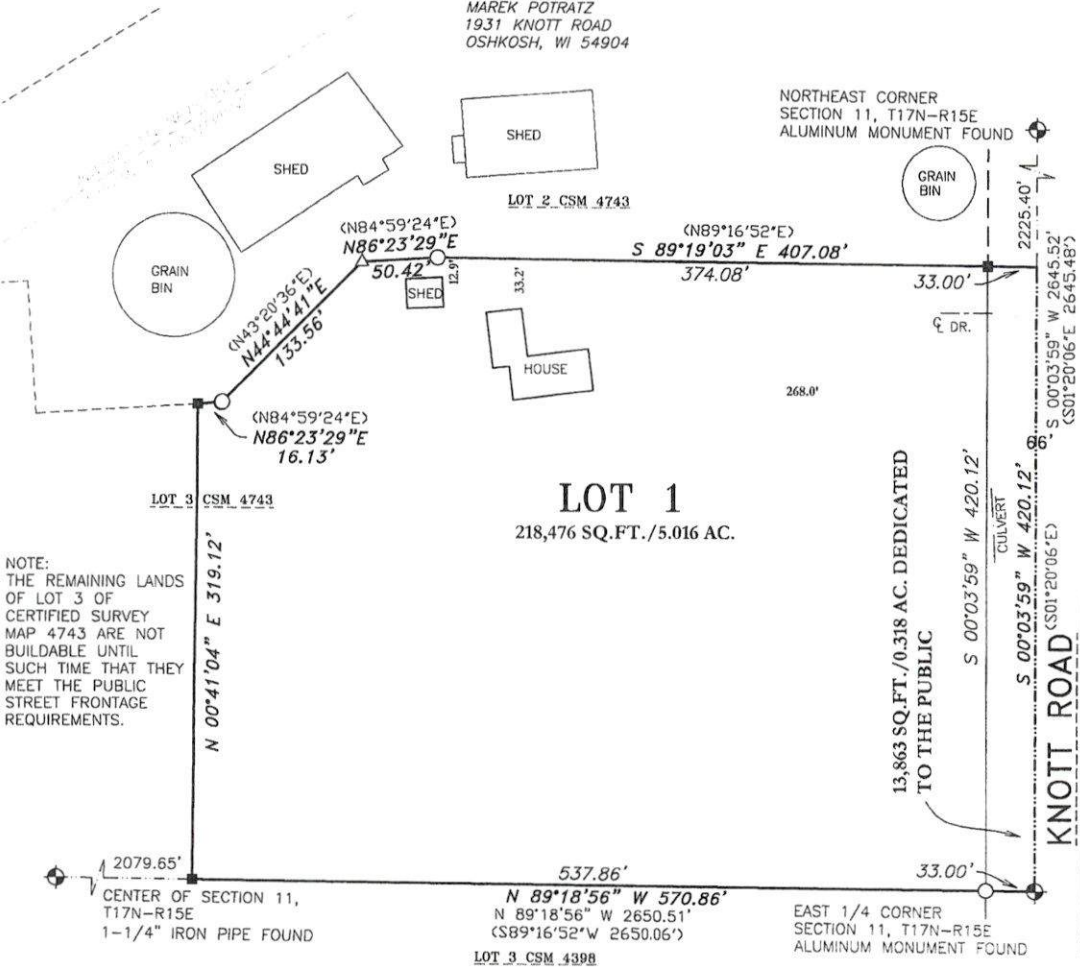 MAREK POTRATZ
1931 KNOTT ROAD
OSHKOSH, WI 54904
NORTHEAST CORNER
SECTION 11, T17N-R15E
ALUMINUM MONUMENT FOUND
SHED
SHED
GRAIN
BIN
LOT 2 CSM 4743
2225.40'
(N84°59'24"E)
N86°23'29"E
50.42'
(N89°16'52"E)
S 89°19'03" E 407.08'
374.08'
33.00'
GRAIN
BIN
SHED
12.9'
33.2'
(N43°20'36"E)
N44°44'41"E
133.56'
℄ DR.
S 00°03'59" W 2645.52'
(S01°20'06"E 2645.48')
HOUSE
268.0'
(N84°59'24"E)
N86°23'29"E
16.13'
66'
LOT 3 CSM 4743
LOT 1
218,476 SQ.FT./5.016 AC.
S 00°03'59" W 420.12'
CULVERT
S 00°03'59" W 420.12'
(S01°20'06"E)
NOTE:
THE REMAINING LANDS
OF LOT 3 OF
CERTIFIED SURVEY
MAP 4743 ARE NOT
BUILDABLE UNTIL
SUCH TIME THAT THEY
MEET THE PUBLIC
STREET FRONTAGE
REQUIREMENTS.
N 00°41'04" E 319.12'
13,863 SQ.FT./0.318 AC. DEDICATED
TO THE PUBLIC
KNOTT ROAD
2079.65'
537.86'
33.00'
CENTER OF SECTION 11,
T17N-R15E
1-1/4" IRON PIPE FOUND
N 89°18'56" W 570.86'
N 89°18'56" W 2650.51'
(S89°16'52"W 2650.06')
LOT 3 CSM 4398
EAST 1/4 CORNER
SECTION 11, T17N-R15E
ALUMINUM MONUMENT FOUND